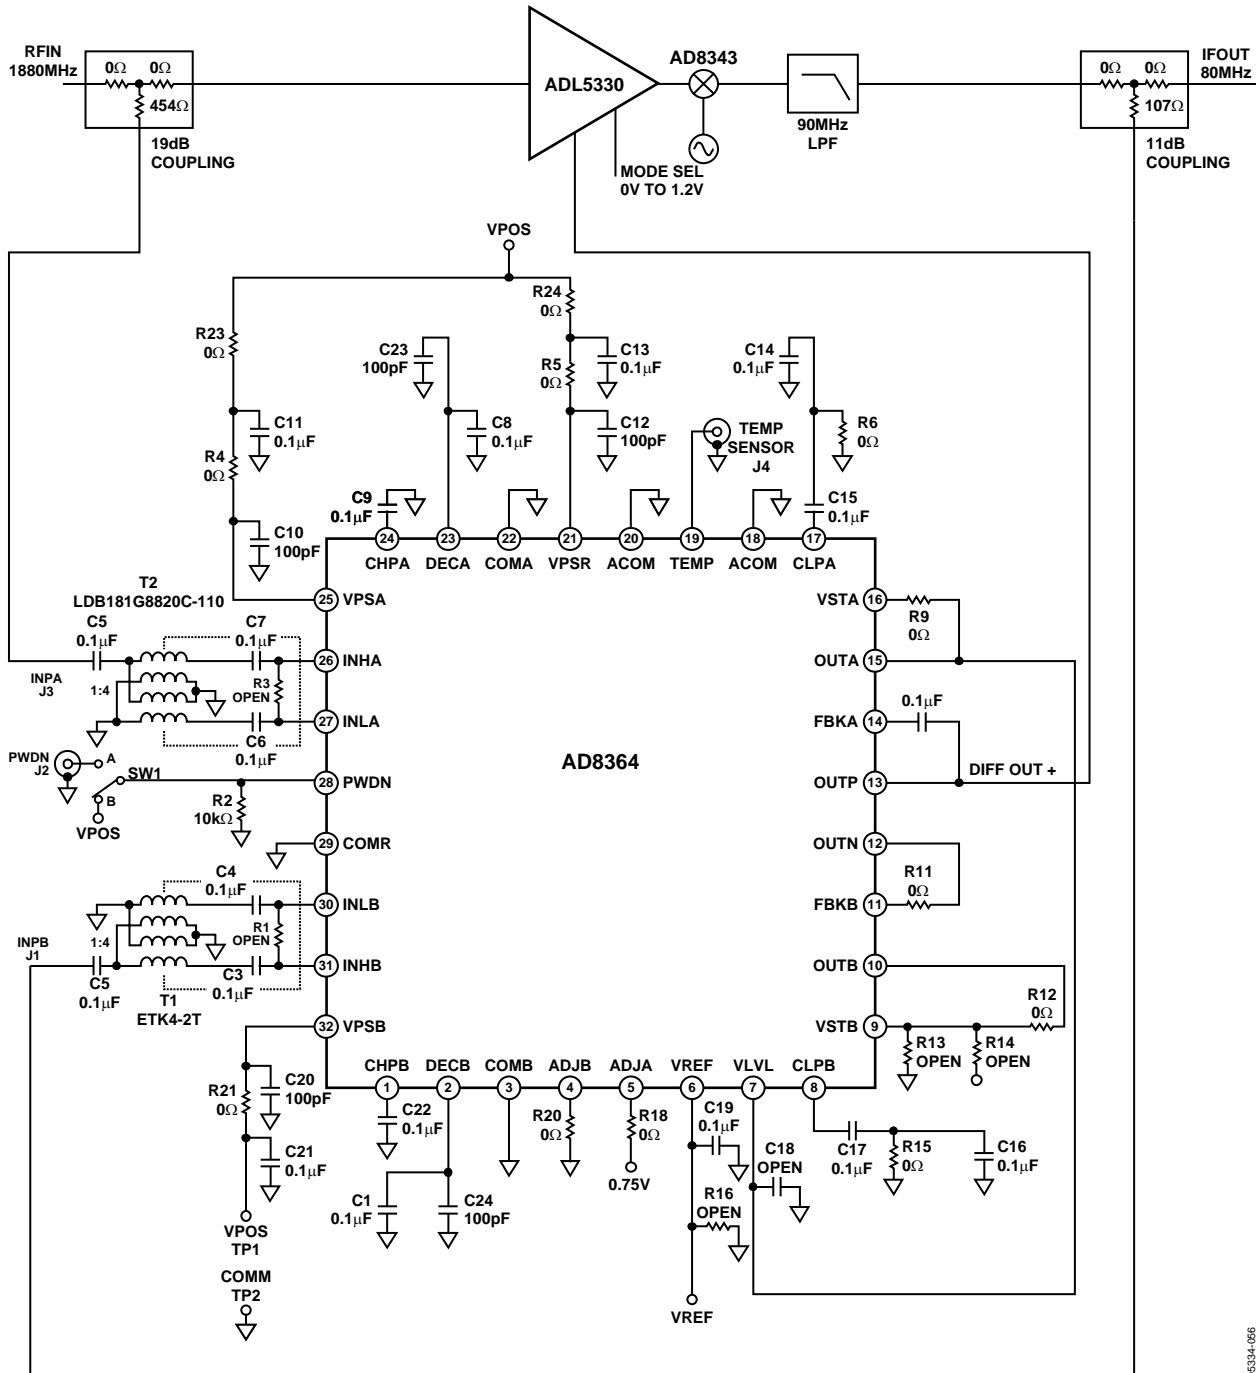 RFIN
1880MHz
0Ω 0Ω
454Ω
19dB
COUPLING
ADL5330
AD8343
MODE SEL
0V TO 1.2V
90MHz
LPF
0Ω 0Ω
107Ω
11dB
COUPLING
IFOUT
80MHz
VPOS
R23
0Ω
C11
0.1µF
R4
0Ω
C10
100pF
C23
100pF
C8
0.1µF
R24
0Ω
C13
0.1µF
R5
0Ω
C12
100pF
TEMP
SENSOR
J4
C14
0.1µF
R6
0Ω
C9
0.1µF
C15
0.1µF
24 23 22 21 20 19 18 17
CHPA DECA COMA VPSR ACOM TEMP ACOM CLPA
T2
LDB181G8820C-110
C5
0.1µF
C7
0.1µF
INPA
J3
1:4
R3
OPEN
C6
0.1µF
PWDN
J2
A
SW1
B
VPOS
R2
10kΩ
C4
0.1µF
INPB
J1
1:4
R1
OPEN
C5
0.1µF
C3
0.1µF
T1
ETK4-2T
25 VPSA
26 INHA
27 INLA
28 PWDN
29 COMR
30 INLB
31 INHB
32 VPSB
AD8364
VSTA 16
OUTA 15
FBKA 14
OUTP 13
OUTN 12
FBKB 11
OUTB 10
VSTB 9
R9
0Ω
0.1µF
DIFF OUT +
R11
0Ω
R12
0Ω
R13
OPEN
R14
OPEN
CHPB DECB COMB ADJB ADJA VREF VLVL CLPB
1 2 3 4 5 6 7 8
R21
0Ω
C20
100pF
C21
0.1µF
VPOS
TP1
COMM
TP2
C22
0.1µF
C1
0.1µF
C24
100pF
R20
0Ω
R18
0Ω
0.75V
C19
0.1µF
R16
OPEN
VREF
C18
OPEN
C17
0.1µF
R15
0Ω
C16
0.1µF
05334-056